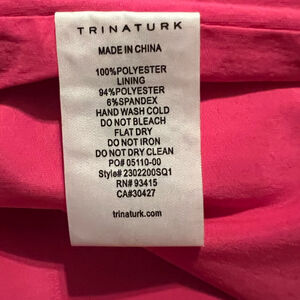 TRINATURK
MADE IN CHINA
100%POLYESTER
LINING
94%POLYESTER
6%SPANDEX
HAND WASH COLD
DO NOT BLEACH
FLAT DRY
DO NOT IRON
DO NOT DRY CLEAN
PO# 05110-00
Style# 2302200SQ1
RN# 93415
CA#30427
trinaturk.com